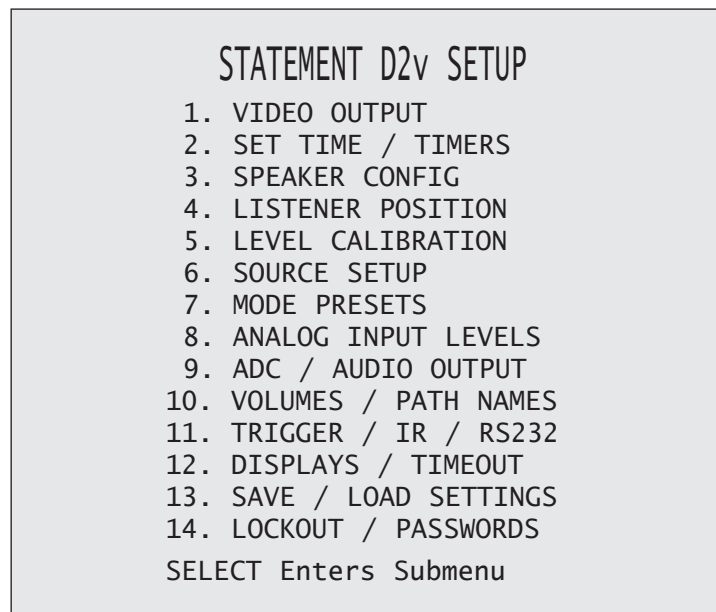 STATEMENT D2v SETUP
1. VIDEO OUTPUT
2. SET TIME / TIMERS
3. SPEAKER CONFIG
4. LISTENER POSITION
5. LEVEL CALIBRATION
6. SOURCE SETUP
7. MODE PRESETS
8. ANALOG INPUT LEVELS
9. ADC / AUDIO OUTPUT
10. VOLUMES / PATH NAMES
11. TRIGGER / IR / RS232
12. DISPLAYS / TIMEOUT
13. SAVE / LOAD SETTINGS
14. LOCKOUT / PASSWORDS
SELECT Enters Submenu